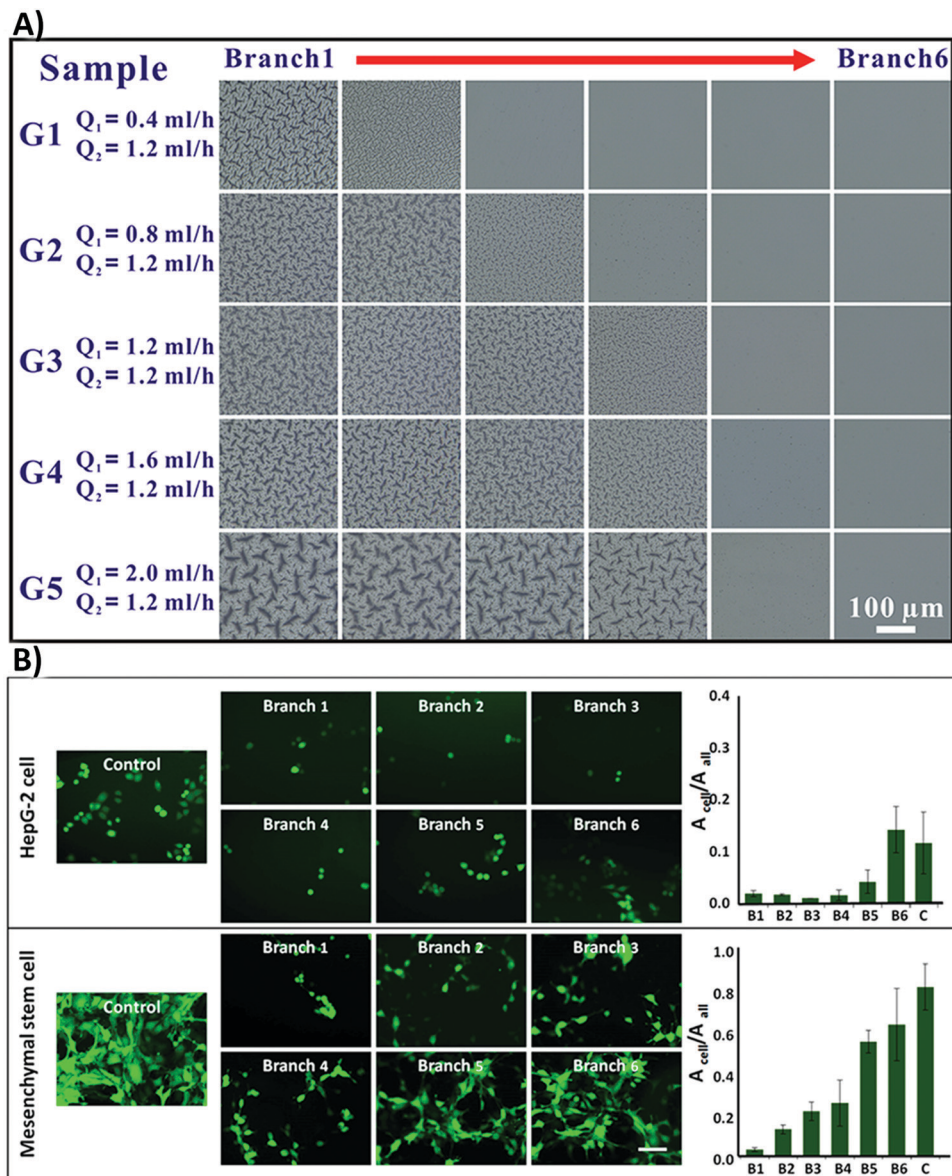 A)
Sample Branch1 Branch6
G1 Q1 = 0.4 ml/h
Q2 = 1.2 ml/h
G2 Q1 = 0.8 ml/h
Q2 = 1.2 ml/h
G3 Q1 = 1.2 ml/h
Q2 = 1.2 ml/h
G4 Q1 = 1.6 ml/h
Q2 = 1.2 ml/h
G5 Q1 = 2.0 ml/h
Q2 = 1.2 ml/h
100 µm
B)
HepG-2 cell
Control
Branch 1 Branch 2 Branch 3
Branch 4 Branch 5 Branch 6
A cell/A all
0.4
0.3
0.2
0.1
0.0
B1 B2 B3 B4 B5 B6 C
Mesenchymal stem cell
Control
Branch 1 Branch 2 Branch 3
Branch 4 Branch 5 Branch 6
A cell/A all
1.0
0.8
0.6
0.4
0.2
0.0
B1 B2 B3 B4 B5 B6 C